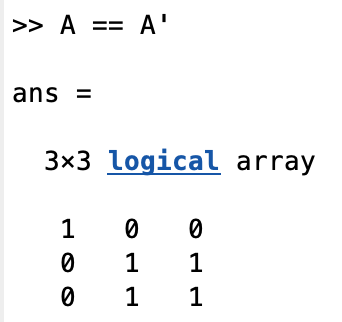 >> A == A'
ans =
3×3 logical array
1 0 0
0 1 1
0 1 1